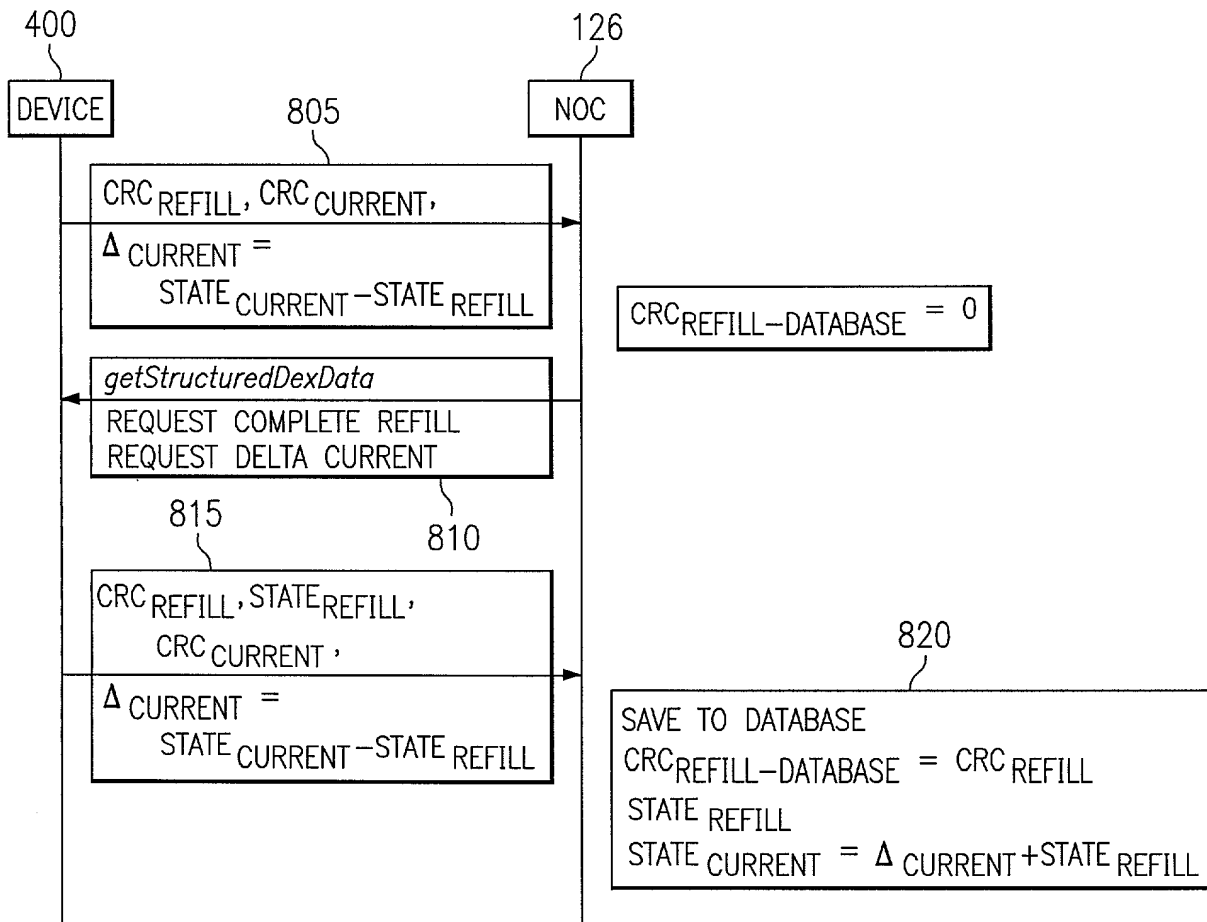 400
126
DEVICE
NOC
805
CRC REFILL, CRC CURRENT,
Δ CURRENT =
STATE CURRENT-STATE REFILL
CRC REFILL-DATABASE = 0
getStructuredDexData
REQUEST COMPLETE REFILL
REQUEST DELTA CURRENT
810
815
CRC REFILL, STATE REFILL,
CRC CURRENT,
Δ CURRENT =
STATE CURRENT-STATE REFILL
820
SAVE TO DATABASE
CRC REFILL-DATABASE = CRC REFILL
STATE REFILL
STATE CURRENT = Δ CURRENT+STATE REFILL